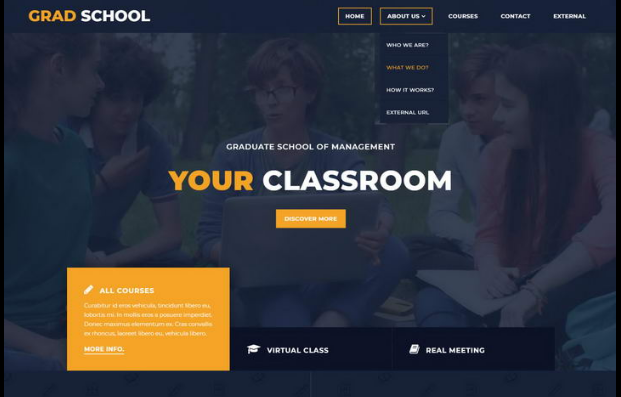 GRAD SCHOOL
HOME
ABOUT US
COURSES
CONTACT
EXTERNAL
WHO WE ARE?
WHAT WE DO?
HOW IT WORKS?
EXTERNAL URL
GRADUATE SCHOOL OF MANAGEMENT
YOUR CLASSROOM
DISCOVER MORE
ALL COURSES
Curabitur id eros vehicula, tincidunt libero eu,
lobortis mi. In mollis eros a posuere imperdiet.
Donec maximus elementum ex. Cras convallis
ex rhoncus, laoreet libero eu, vehicula libero.
MORE INFO.
VIRTUAL CLASS
REAL MEETING